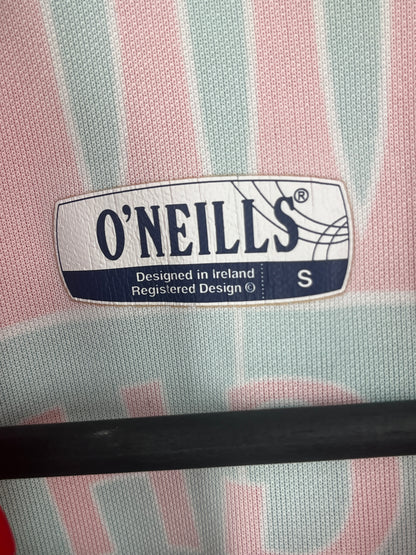 O'NEILLS®
Designed in Ireland
Registered Design ©
S